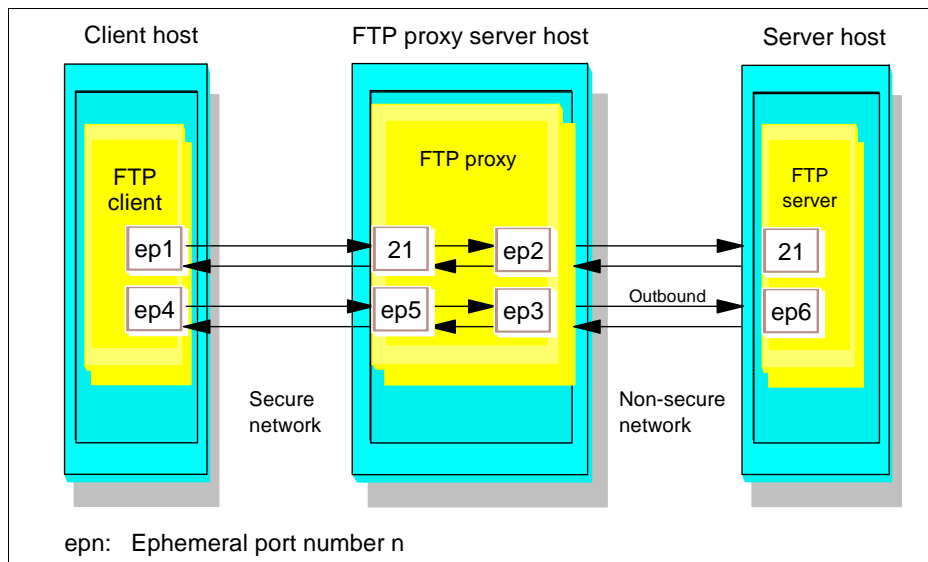 Client host
FTP proxy server host
Server host
FTP
client
FTP proxy
FTP
server
ep1
21
ep2
21
ep4
ep5
ep3
Outbound
ep6
Secure
network
Non-secure
network
epn: Ephemeral port number n